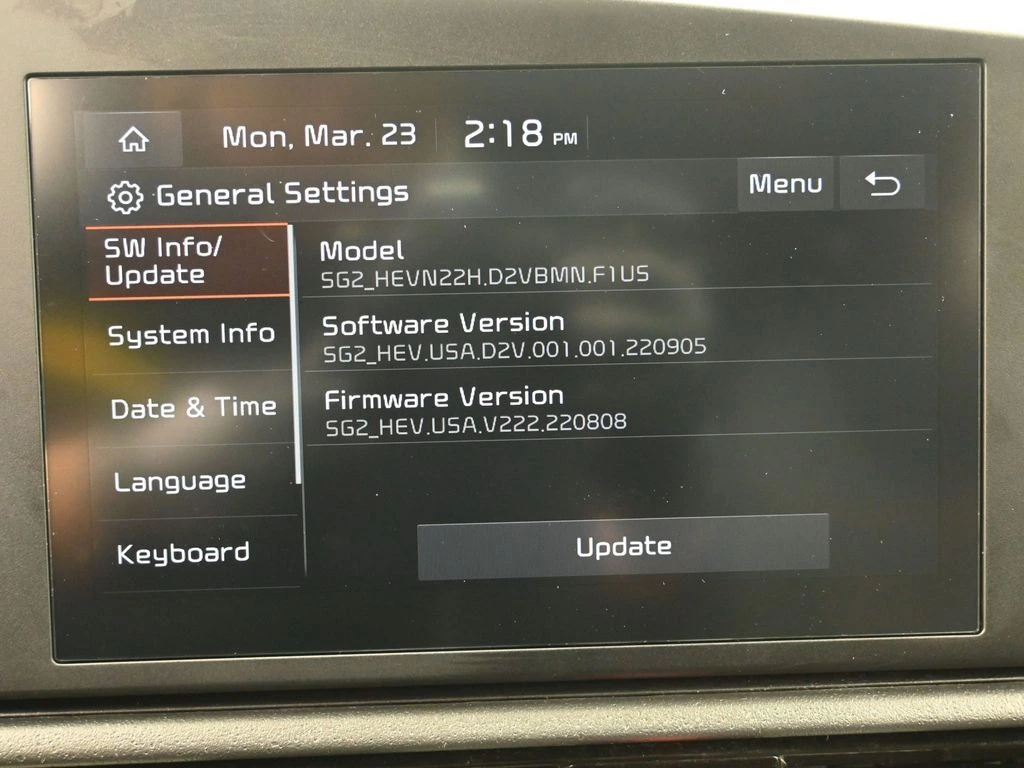 Mon, Mar. 23 2:18 PM
General Settings
Menu
SW Info/
Update
System Info
Date & Time
Language
Keyboard
Model
SG2_HEVN22H.D2VBMN.F1US
Software Version
SG2_HEV.USA.D2V.001.001.220905
Firmware Version
SG2_HEV.USA.V222.220808
Update